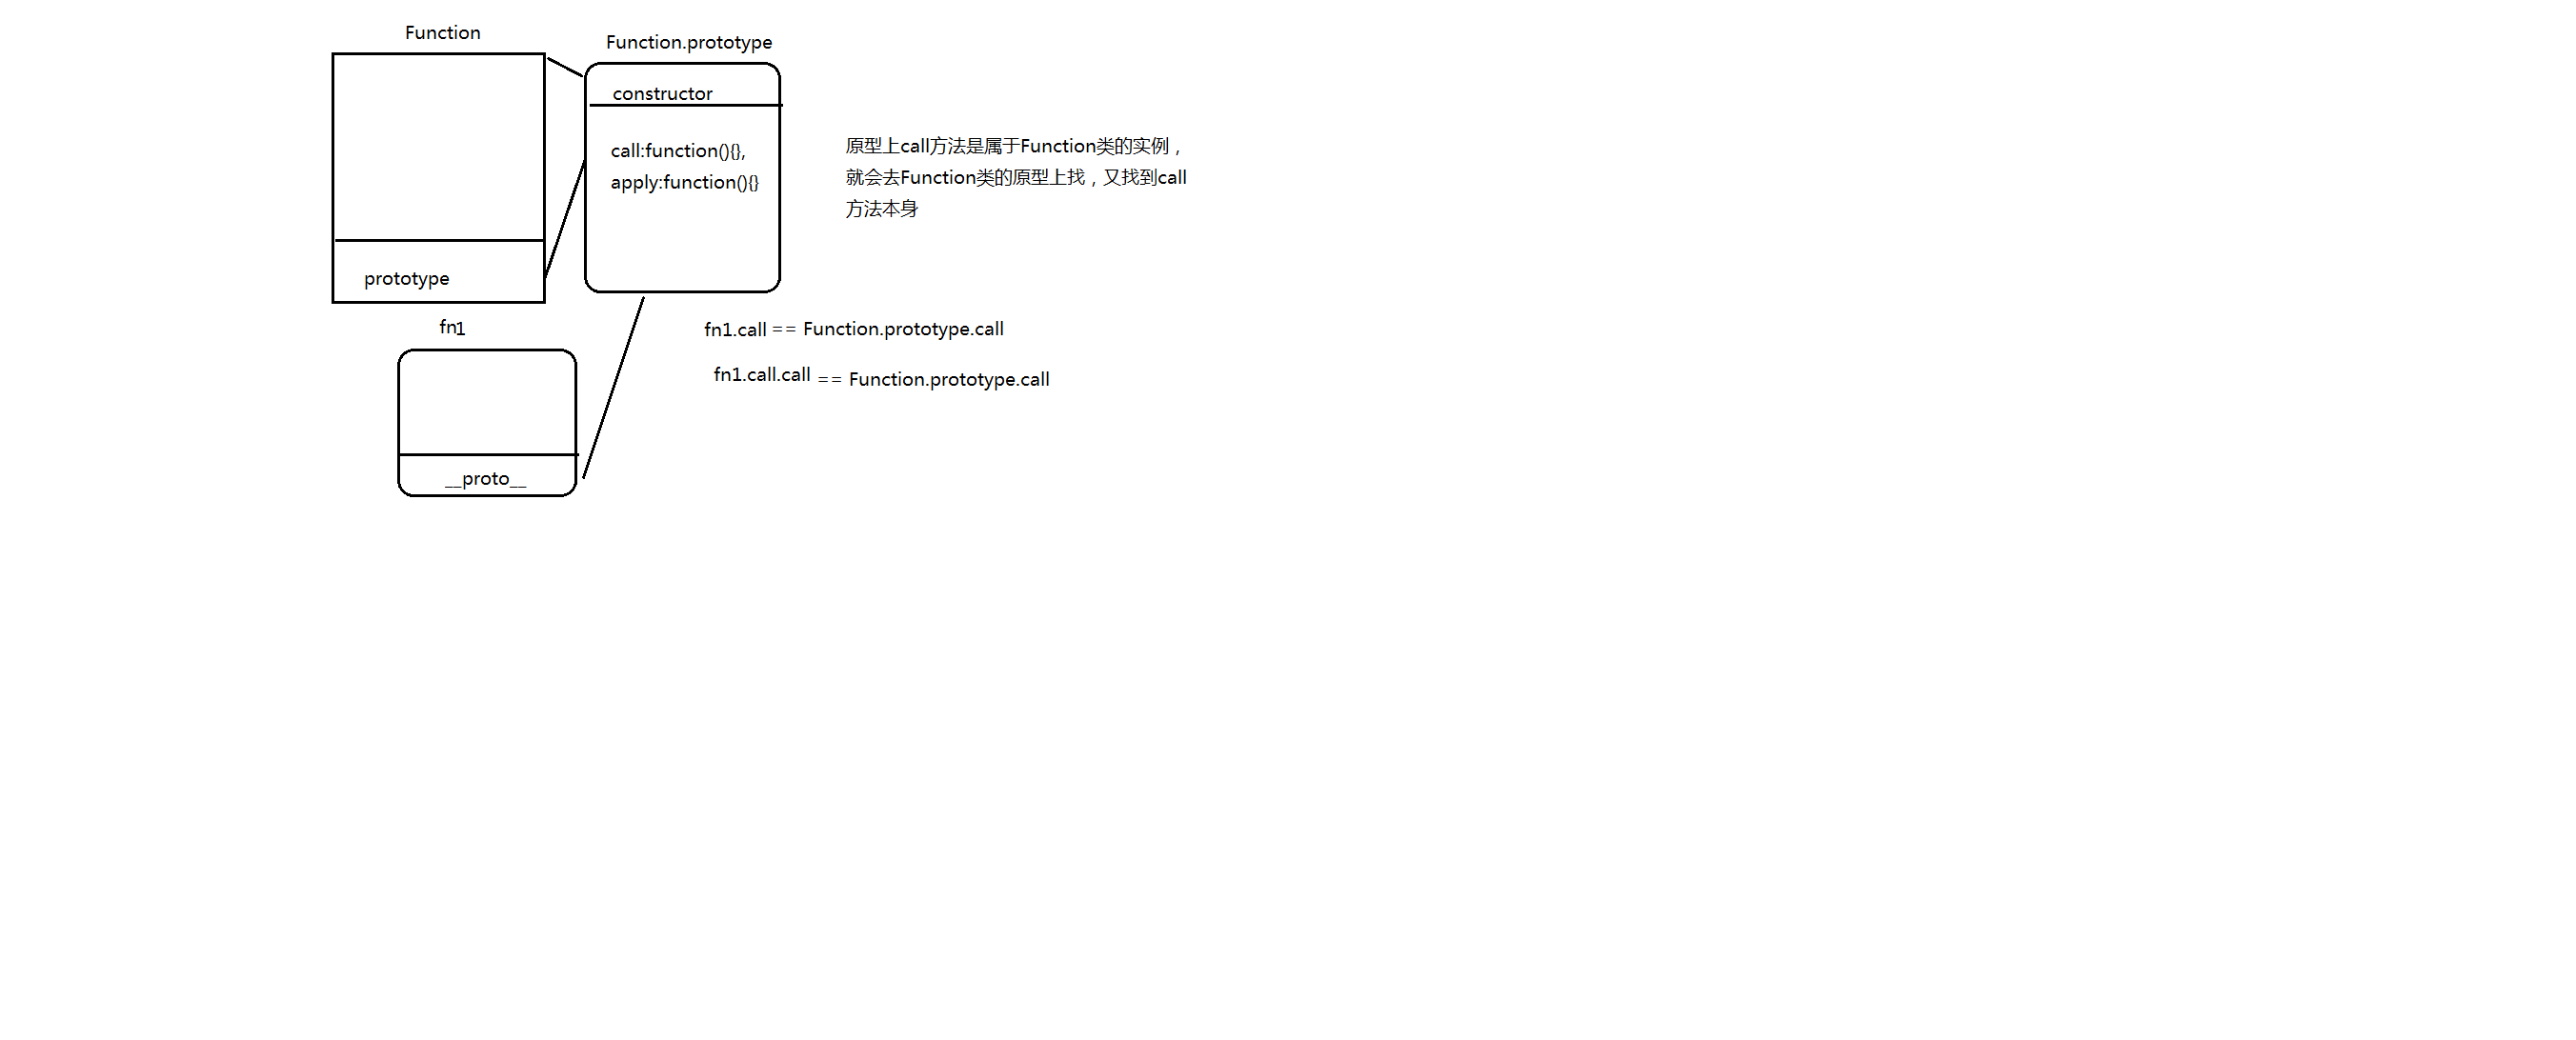 Function
Function.prototype
constructor
call:function(){},
apply:function(){}
prototype
原型上call方法是属于Function类的实例，
就会去Function类的原型上找，又找到call
方法本身
fn1
fn1.call == Function.prototype.call
fn1.call.call == Function.prototype.call
__proto__